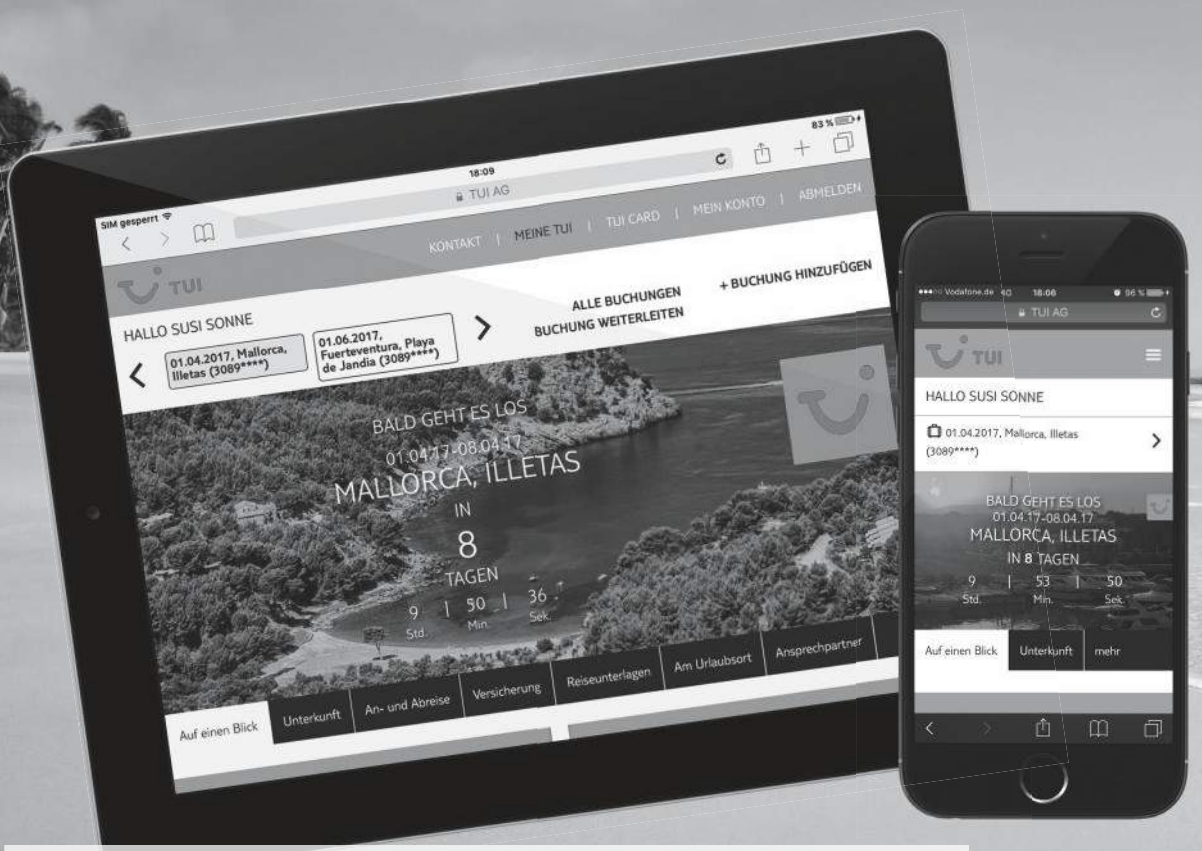 18:09
83 %
SIM gesperrt
TUI AG
KONTAKT | MEINE TUI | TUI CARD | MEIN KONTO | ABMELDEN
TUI
HALLO SUSI SONNE
ALLE BUCHUNGEN
+ BUCHUNG HINZUFÜGEN
BUCHUNG WEITERLEITEN
01.04.2017, Mallorca,
Illetas (3089****)
01.06.2017,
Fuerteventura, Playa
de Jandia (3089****)
BALD GEHT ES LOS
01.04.17-08.04.17
MALLORCA, ILLETAS
IN
8
TAGEN
9 | 50 | 36
Std. Min. Sek.
Auf einen Blick
Unterkunft
An- und Abreise
Versicherung
Reiseunterlagen
Am Urlaubsort
Ansprechpartner
Vodafone.de 4G 18:06 96 %
TUI AG
TUI
HALLO SUSI SONNE
01.04.2017, Mallorca, Illetas
(3089****)
BALD GEHT ES LOS
01.04.17-08.04.17
MALLORCA, ILLETAS
IN 8 TAGEN
9 | 53 | 50
Std. Min. Sek.
Auf einen Blick
Unterkunft
mehr